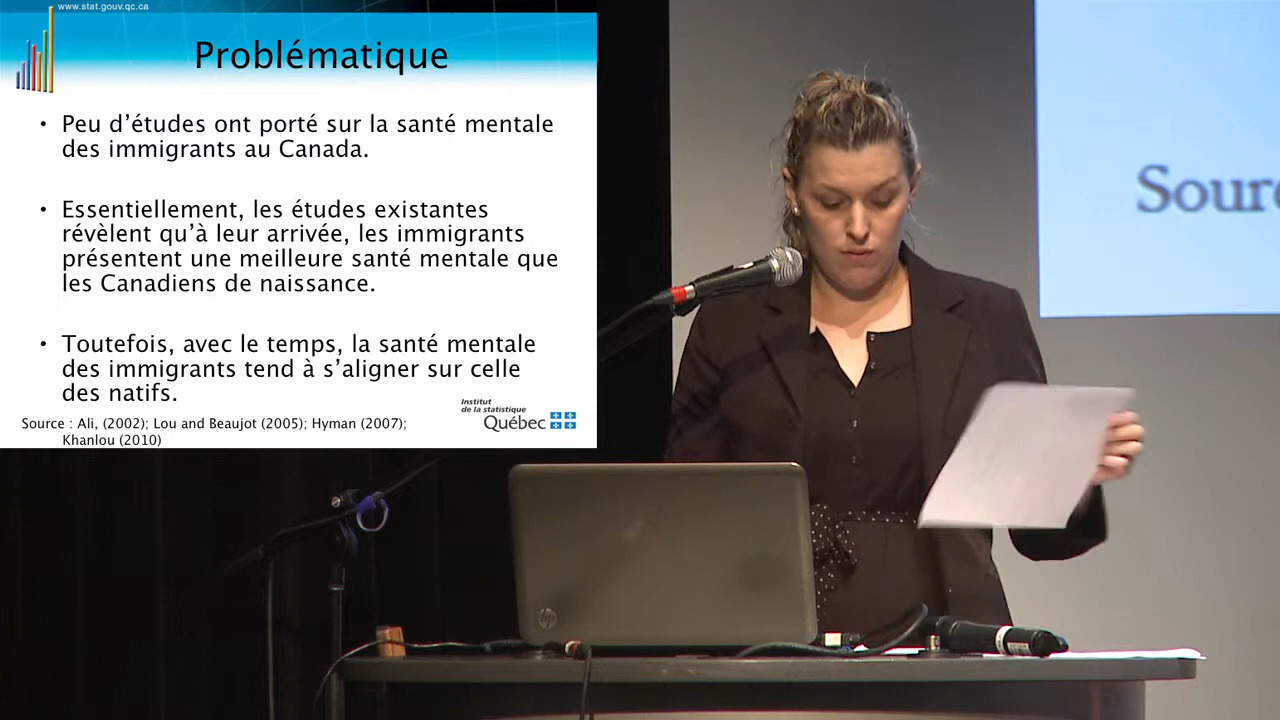 www.stat.gouv.qc.ca
Problématique
• Peu d’études ont porté sur la santé mentale
des immigrants au Canada.
• Essentiellement, les études existantes
révèlent qu’à leur arrivée, les immigrants
présentent une meilleure santé mentale que
les Canadiens de naissance.
• Toutefois, avec le temps, la santé mentale
des immigrants tend à s’aligner sur celle
des natifs.
Source : Ali, (2002); Lou and Beaujot (2005); Hyman (2007);
Khanlou (2010)
Institut
de la statistique
Québec
Sourc
hp